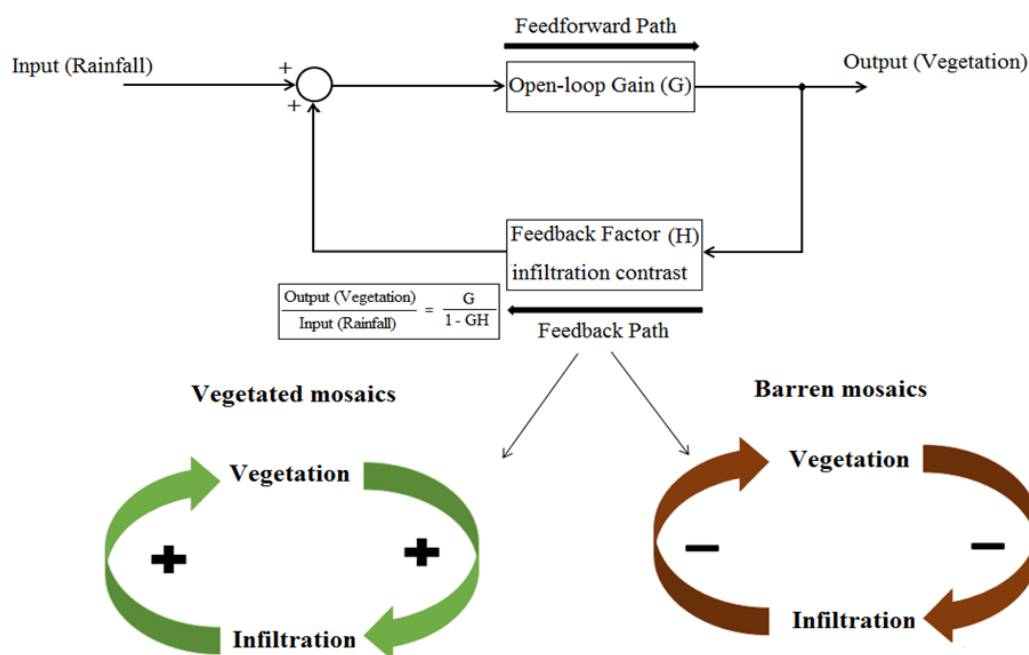 Feedforward Path
Input (Rainfall)
+
Open-loop Gain (G)
Output (Vegetation)
+
Feedback Factor (H)
infiltration contrast
Output (Vegetation)
Input (Rainfall)
=
G
1 - GH
Feedback Path
Vegetated mosaics
Barren mosaics
Vegetation
+
+
Infiltration
Vegetation
−
−
Infiltration